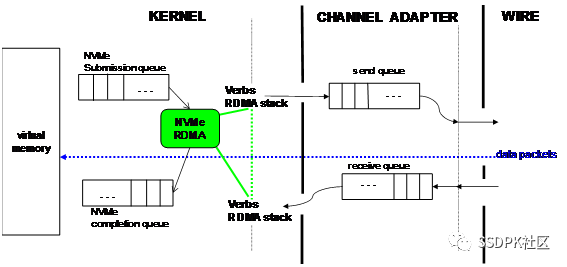 KERNEL
CHANNEL ADAPTER
WIRE
NVMe
Submission queue
- - -
Verbs
RDMA stack
send queue
- - -
NVMe
RDMA
virtual
memory
data packets
receive queue
- - -
- - -
Verbs
RDMA stack
NVMe
completion queue
SSDPK社区